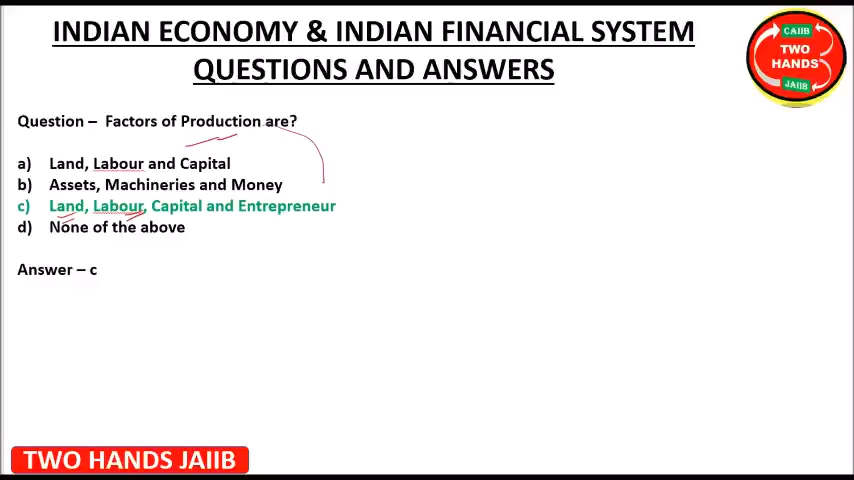 INDIAN ECONOMY & INDIAN FINANCIAL SYSTEM
QUESTIONS AND ANSWERS
CAIIB
TWO
HANDS
JAIIB
Question – Factors of Production are?
a) Land, Labour and Capital
b) Assets, Machineries and Money
c) Land, Labour, Capital and Entrepreneur
d) None of the above
Answer – c
TWO HANDS JAIIB